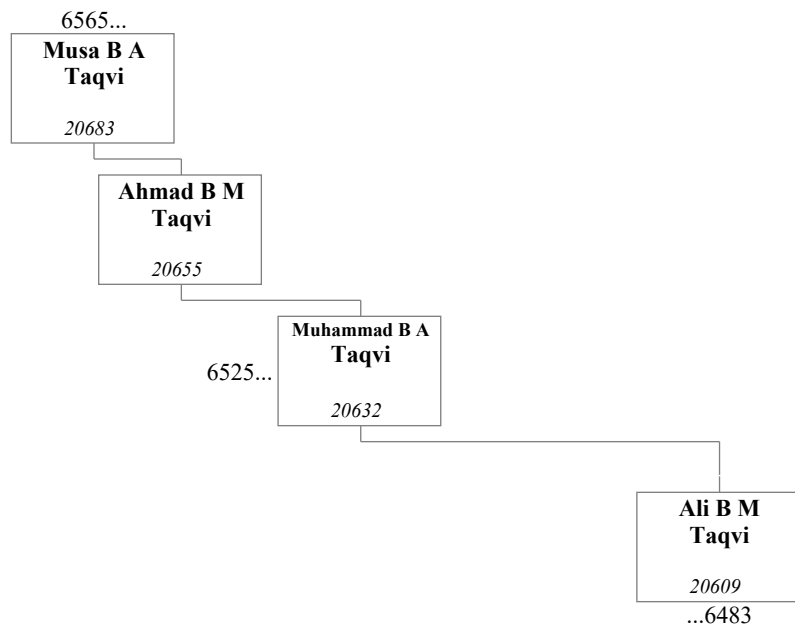 6565...
Musa B A
Taqvi
20683
Ahmad B M
Taqvi
20655
Muhammad B A
Taqvi
6525...
20632
Ali B M
Taqvi
20609
...6483